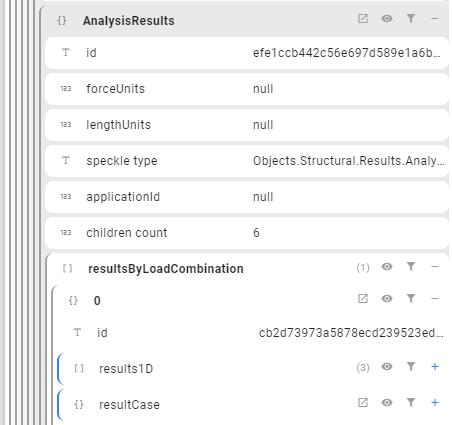 {} AnalysisResults
T id efe1ccb442c56e697d589e1a6b...
123 forceUnits null
123 lengthUnits null
T speckle type Objects.Structural.Results.Analy...
123 applicationId null
123 children count 6
[] resultsByLoadCombination (1)
{} 0
T id cb2d73973a5878ecd239523ed...
[] results1D (3)
{} resultCase